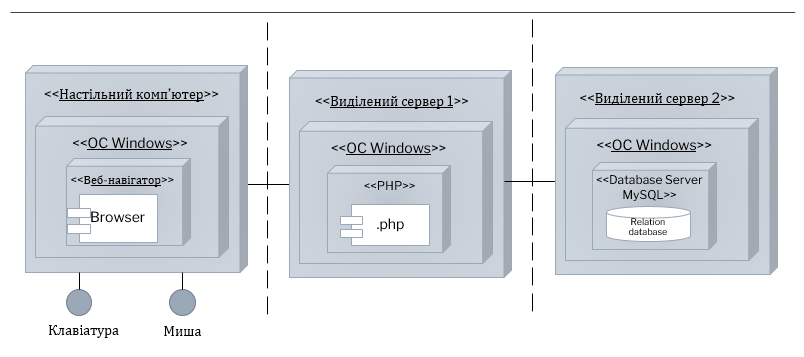 <<Настільний комп'ютер>>
<<ОС Windows>>
<<Веб-навігатор>>
Browser
Клавіатура
Миша
<<Виділений сервер 1>>
<<ОС Windows>>
<<PHP>>
.php
<<Виділений сервер 2>>
<<ОС Windows>>
<<Database Server
MySQL>>
Relation
database